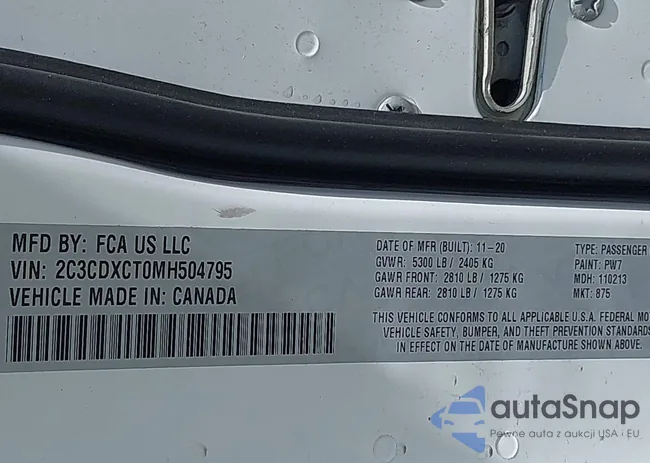 MFD BY: FCA US LLC
VIN: 2C3CDXCT0MH504795
VEHICLE MADE IN: CANADA
DATE OF MFR (BUILT): 11-20
GVWR: 5300 LB / 2405 KG
GAWR FRONT: 2810 LB / 1275 KG
GAWR REAR: 2810 LB / 1275 KG
TYPE: PASSENGER
PAINT: PW7
MDH: 110213
MKT: 875
THIS VEHICLE CONFORMS TO ALL APPLICABLE U.S.A. FEDERAL MOT
VEHICLE SAFETY, BUMPER, AND THEFT PREVENTION STANDARDS
IN EFFECT ON THE DATE OF MANUFACTURE SHOWN ABOVE.
autaSnap
Pewne auta z aukcji USA i EU